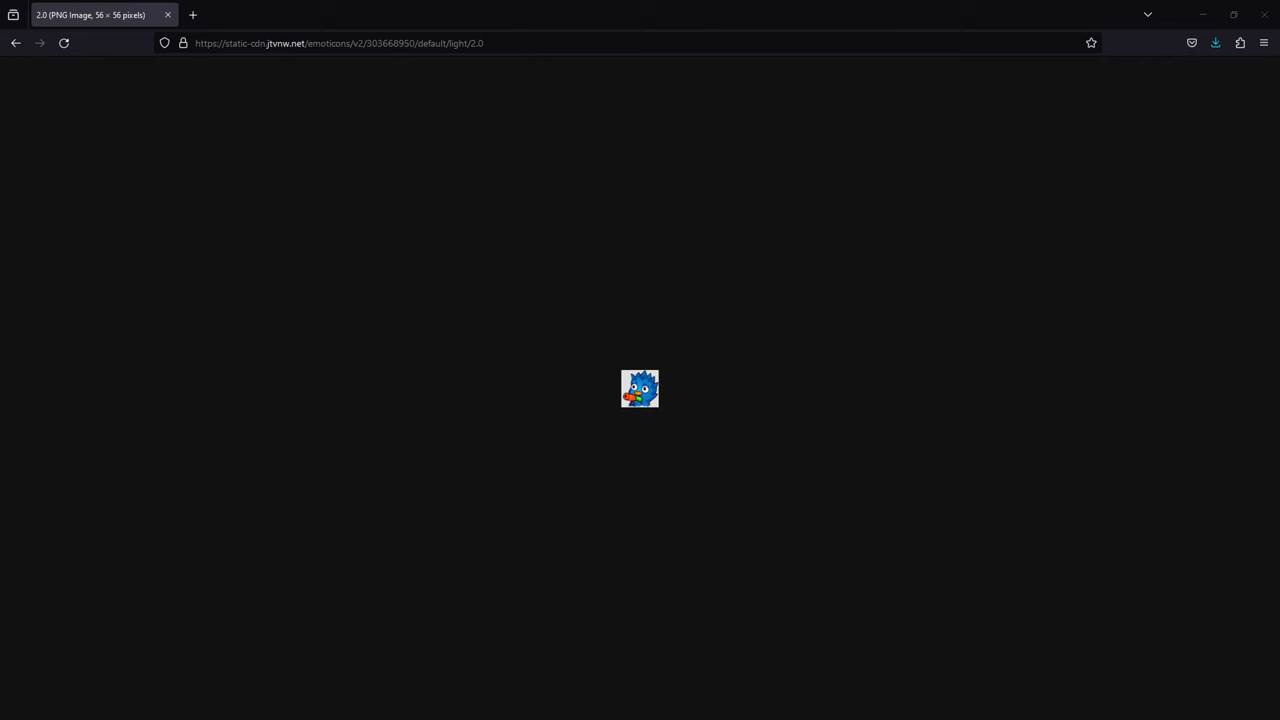 2.0 (PNG Image, 56 × 56 pixels)
https://static-cdn.jtvnw.net/emoticons/v2/303668950/default/light/2.0